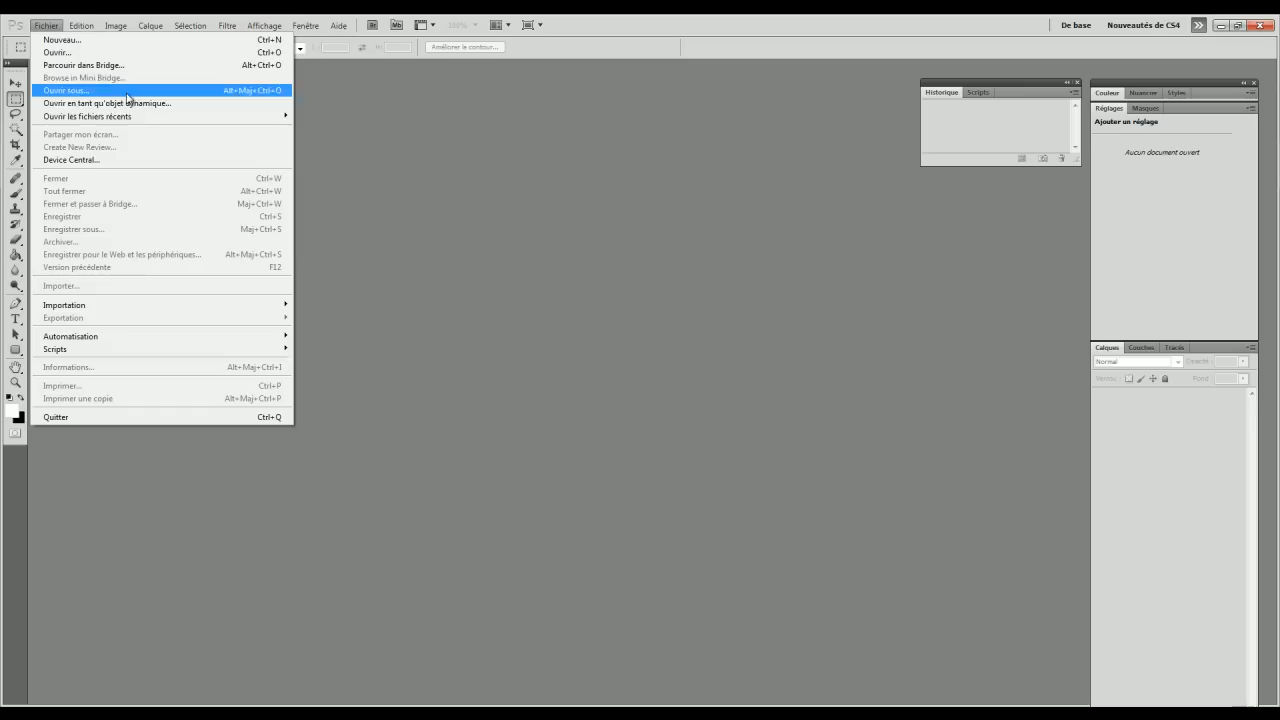 Ps Fichier Edition Image Calque Sélection Filtre Affichage Fenêtre Aide Br Mb 100% De base Nouveautés de CS4
Améliorer le contour...
Nouveau... Ctrl+N
Ouvrir... Ctrl+O
Parcourir dans Bridge... Alt+Ctrl+O
Browse in Mini Bridge...
Ouvrir sous... Alt+Maj+Ctrl+O
Ouvrir en tant qu'objet dynamique...
Ouvrir les fichiers récents
Partager mon écran...
Create New Review...
Device Central...
Fermer Ctrl+W
Tout fermer Alt+Ctrl+W
Fermer et passer à Bridge... Maj+Ctrl+W
Enregistrer Ctrl+S
Enregistrer sous... Maj+Ctrl+S
Archiver...
Enregistrer pour le Web et les périphériques... Alt+Maj+Ctrl+S
Version précédente F12
Importer...
Importation
Exportation
Automatisation
Scripts
Informations... Alt+Maj+Ctrl+I
Imprimer... Ctrl+P
Imprimer une copie Alt+Maj+Ctrl+P
Quitter Ctrl+Q
Historique Scripts
Couleur Nuancier Styles
Réglages Masques
Ajouter un réglage
Aucun document ouvert
Calques Couches Tracés
Normal Opacité :
Verrou : Fond :